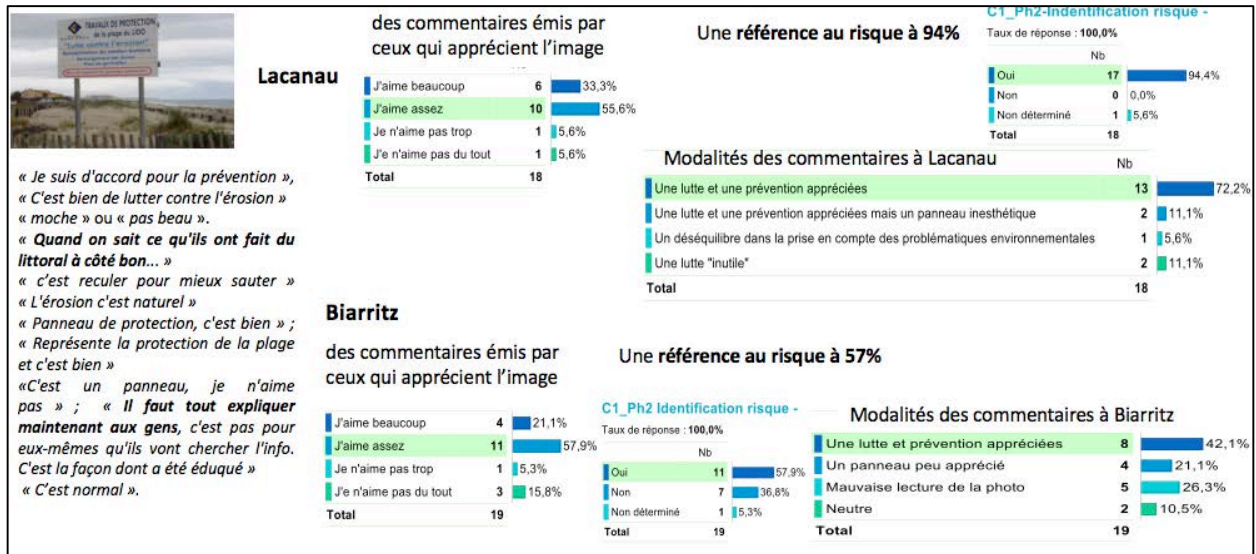 TRAVAUX DE PROTECTION
de la plage du LIDO
"Lutte contre l'érosion"
Lacanau
des commentaires émis par
ceux qui apprécient l'image
J'aime beaucoup 6 33,3%
J'aime assez 10 55,6%
Je n'aime pas trop 1 5,6%
J'e n'aime pas du tout 1 5,6%
Total 18
Une référence au risque à 94%
C1_Ph2-Indentification risque -
Taux de réponse : 100,0%
Nb
Oui 17 94,4%
Non 0 0,0%
Non déterminé 1 5,6%
Total 18
Modalités des commentaires à Lacanau
Nb
Une lutte et une prévention appréciées 13 72,2%
Une lutte et une prévention appréciées mais un panneau inesthétique 2 11,1%
Un déséquilibre dans la prise en compte des problématiques environnementales 1 5,6%
Une lutte "inutile" 2 11,1%
Total 18
« Je suis d'accord pour la prévention »,
« C'est bien de lutter contre l'érosion »
« moche » ou « pas beau ».
« Quand on sait ce qu'ils ont fait du
littoral à côté bon... »
« c'est reculer pour mieux sauter »
« L'érosion c'est naturel »
« Panneau de protection, c'est bien » ;
« Représente la protection de la plage
et c'est bien »
«C'est un panneau, je n'aime
pas » ; « Il faut tout expliquer
maintenant aux gens, c'est pas pour
eux-mêmes qu'ils vont chercher l'info.
C'est la façon dont a été éduqué »
« C'est normal ».
Biarritz
des commentaires émis par
ceux qui apprécient l'image
J'aime beaucoup 4 21,1%
J'aime assez 11 57,9%
Je n'aime pas trop 1 5,3%
J'e n'aime pas du tout 3 15,8%
Total 19
Une référence au risque à 57%
C1_Ph2 Identification risque -
Taux de réponse : 100,0%
Nb
Oui 11 57,9%
Non 7 36,8%
Non déterminé 1 5,3%
Total 19
Modalités des commentaires à Biarritz
Une lutte et prévention appréciées 8 42,1%
Un panneau peu apprécié 4 21,1%
Mauvaise lecture de la photo 5 26,3%
Neutre 2 10,5%
Total 19